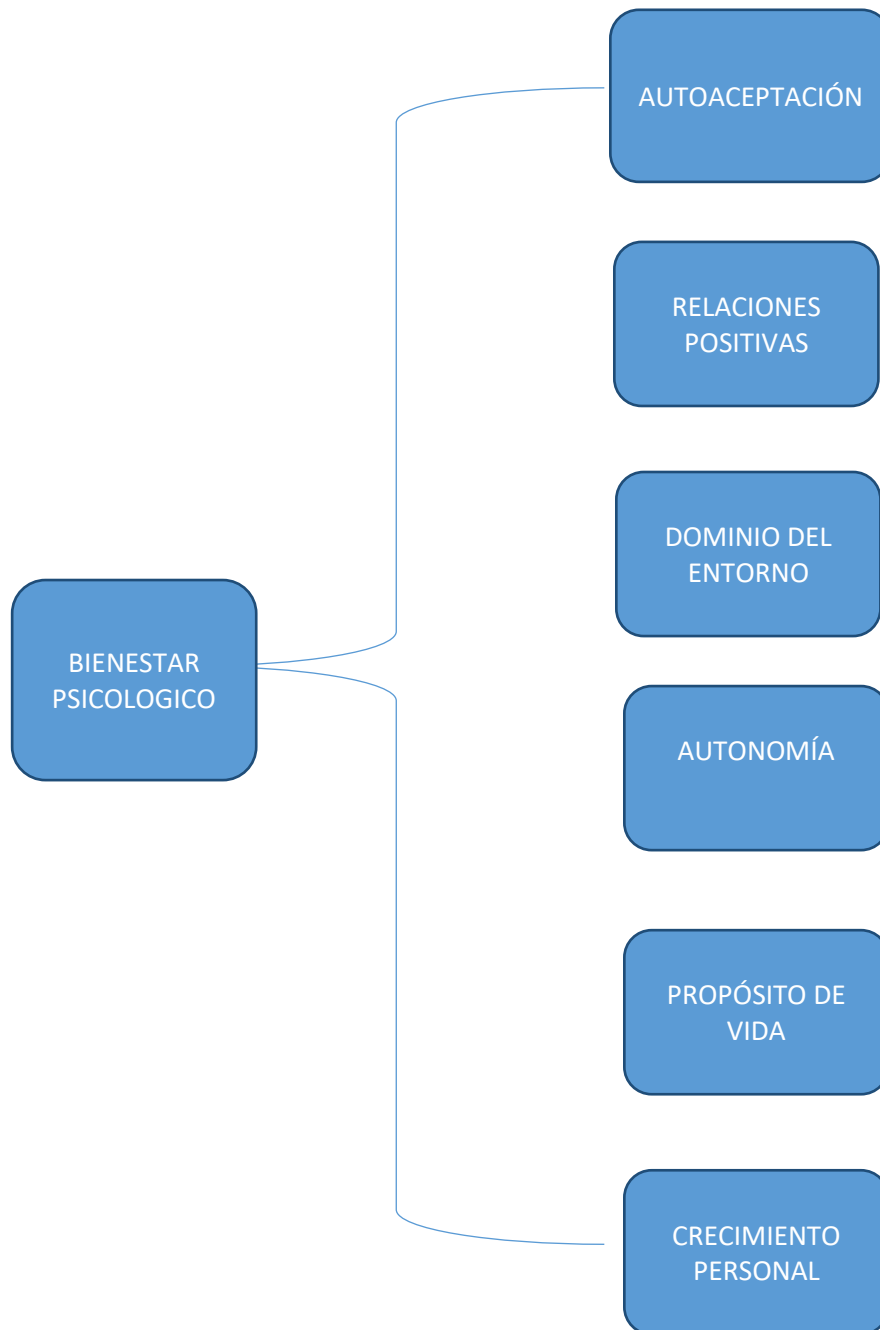 AUTOACEPTACIÓN
RELACIONES
POSITIVAS
DOMINIO DEL
ENTORNO
BIENESTAR
PSICOLOGICO
AUTONOMÍA
PROPÓSITO DE
VIDA
CRECIMIENTO
PERSONAL